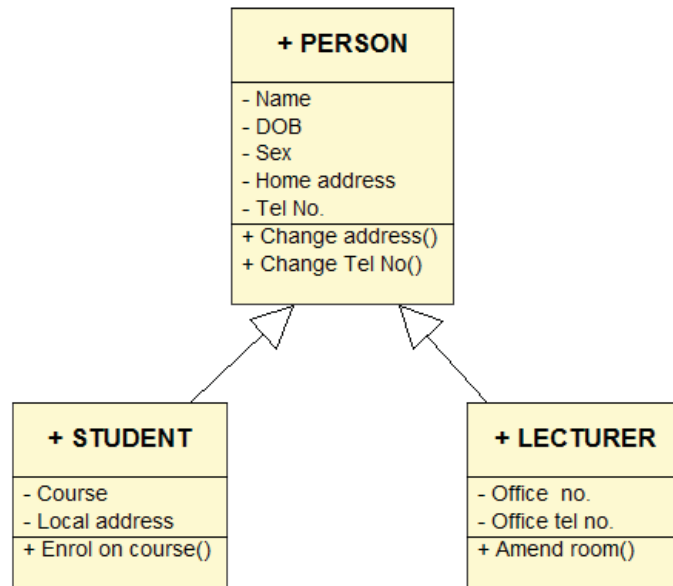 + PERSON
- Name
- DOB
- Sex
- Home address
- Tel No.
+ Change address()
+ Change Tel No()
+ STUDENT
- Course
- Local address
+ Enrol on course()
+ LECTURER
- Office no.
- Office tel no.
+ Amend room()